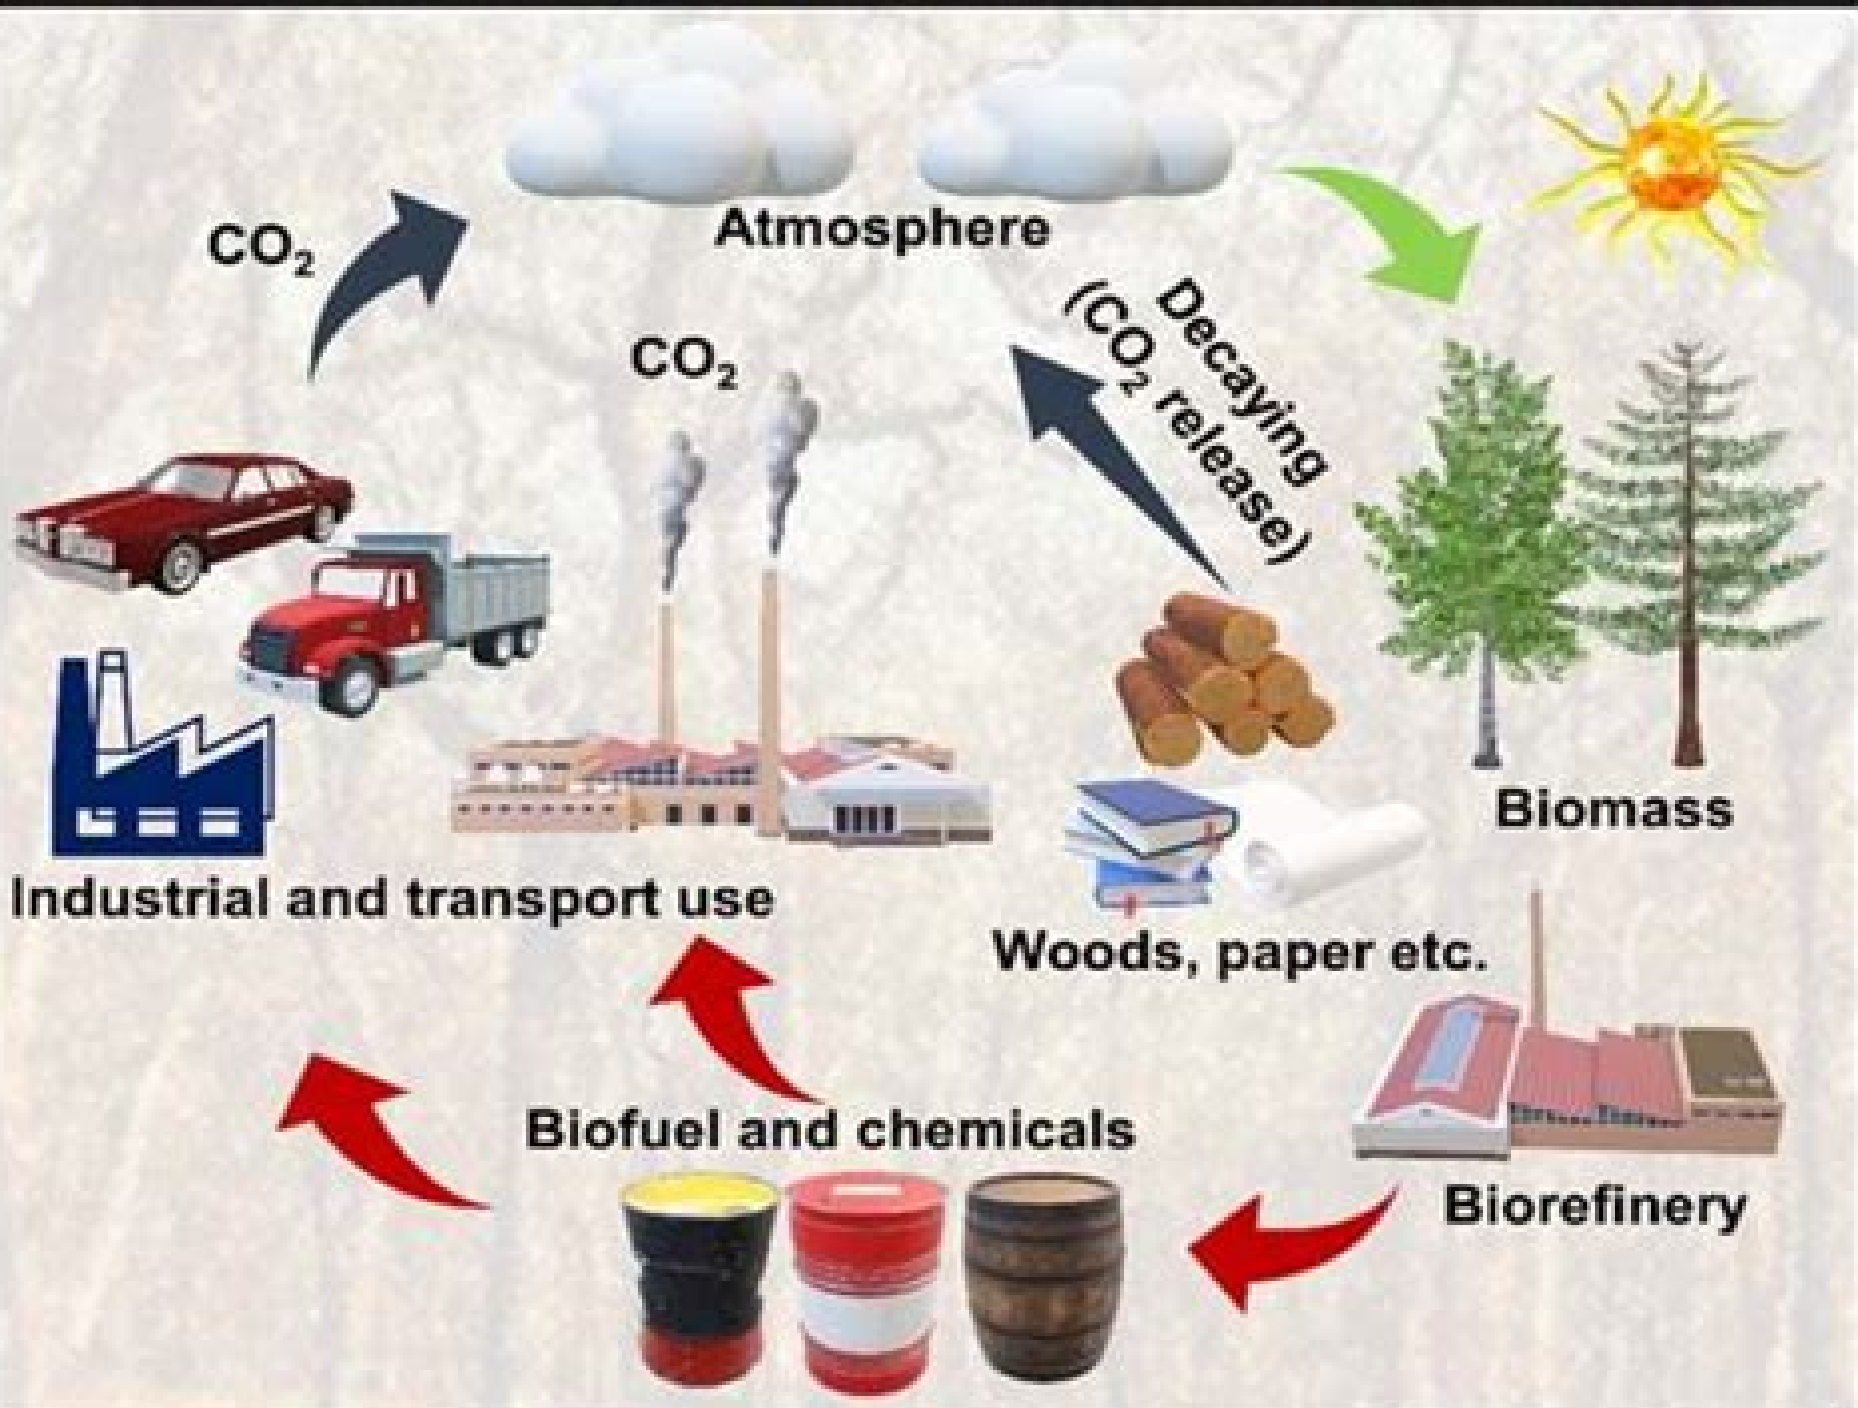 Atmosphere
CO₂
CO₂
Decaying
(CO₂ release)
Biomass
Industrial and transport use
Woods, paper etc.
Biofuel and chemicals
Biorefinery